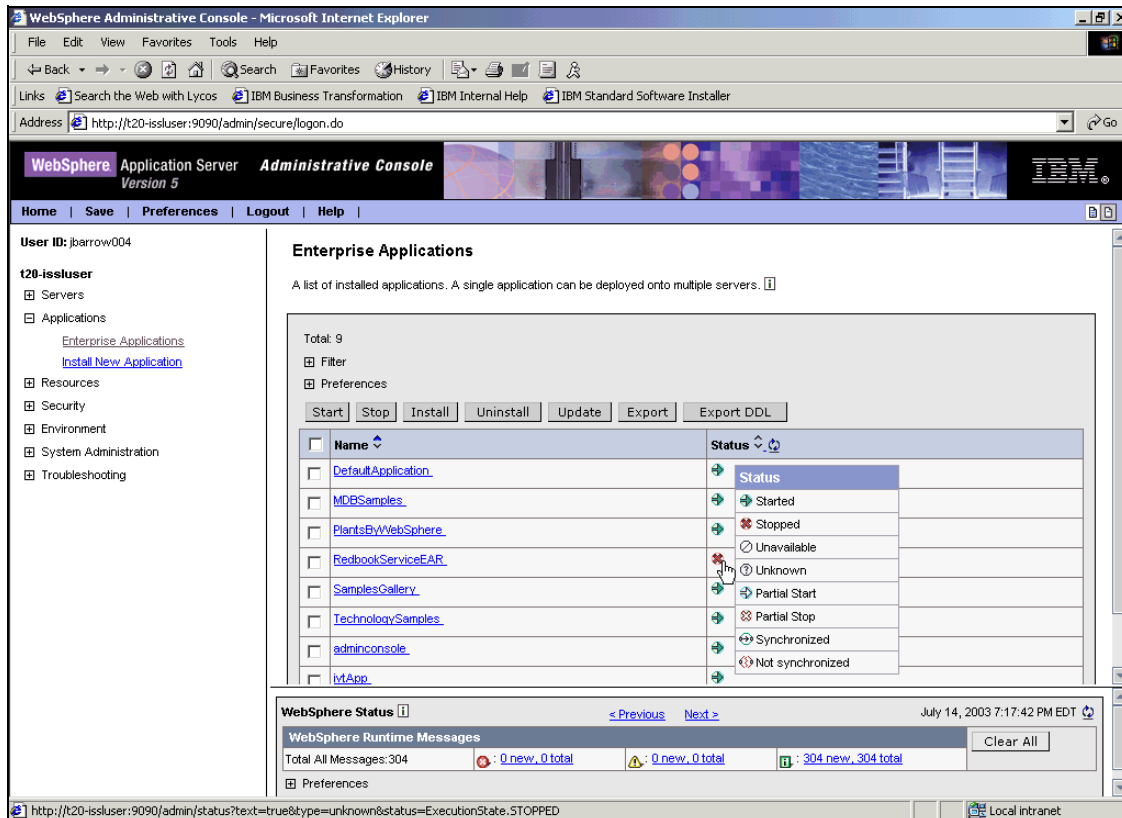 WebSphere Administrative Console - Microsoft Internet Explorer
File Edit View Favorites Tools Help
Back Search Favorites History
Links Search the Web with Lycos IBM Business Transformation IBM Internal Help IBM Standard Software Installer
Address http://t20-issluser:9090/admin/secure/logon.do Go
WebSphere. Application Server Administrative Console
Version 5
IBM.
Home | Save | Preferences | Logout | Help |
User ID: jbarrow004
t20-issluser
Servers
Applications
Enterprise Applications
Install New Application
Resources
Security
Environment
System Administration
Troubleshooting
Enterprise Applications
A list of installed applications. A single application can be deployed onto multiple servers.
Total: 9
Filter
Preferences
Start Stop Install Uninstall Update Export Export DDL
Name Status
DefaultApplication
MDBSamples
PlantsByWebSphere
RedbookServiceEAR
SamplesGallery
TechnologySamples
adminconsole
ivtApp
Status
Started
Stopped
Unavailable
Unknown
Partial Start
Partial Stop
Synchronized
Not synchronized
WebSphere Status < Previous Next > July 14, 2003 7:17:42 PM EDT
WebSphere Runtime Messages
Clear All
Total All Messages:304 : 0 new, 0 total : 0 new, 0 total : 304 new, 304 total
Preferences
http://t20-issluser:9090/admin/status?text=true&type=unknown&status=ExecutionState.STOPPED Local intranet